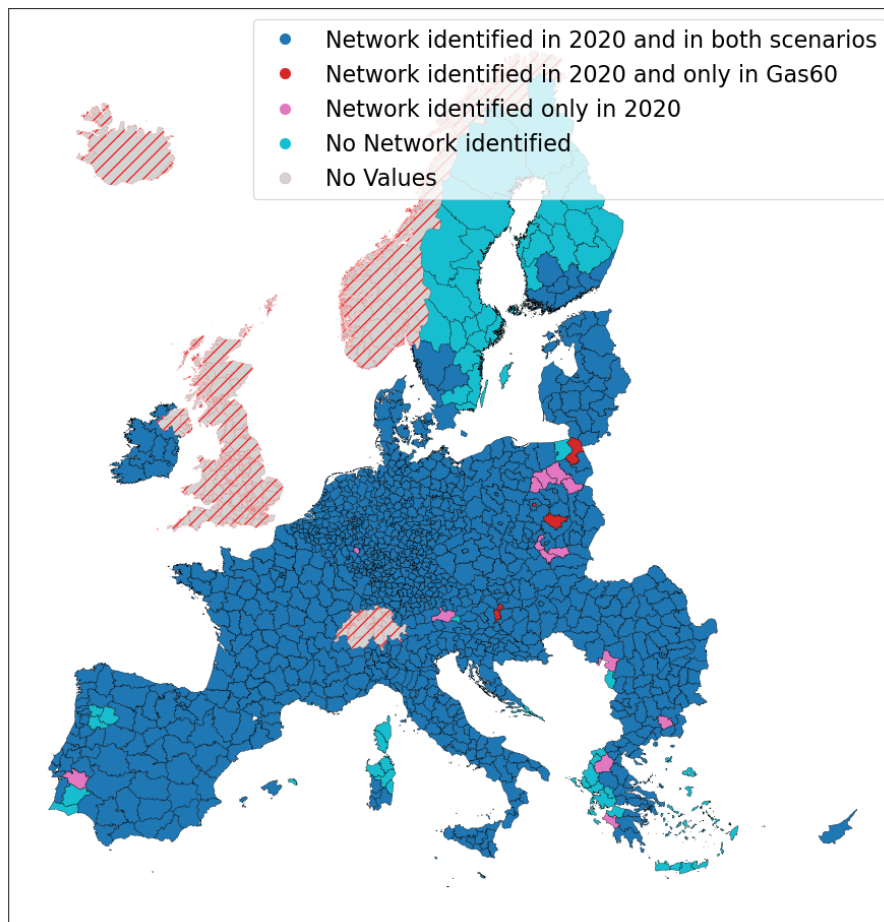 Network identified in 2020 and in both scenarios
Network identified in 2020 and only in Gas60
Network identified only in 2020
No Network identified
No Values